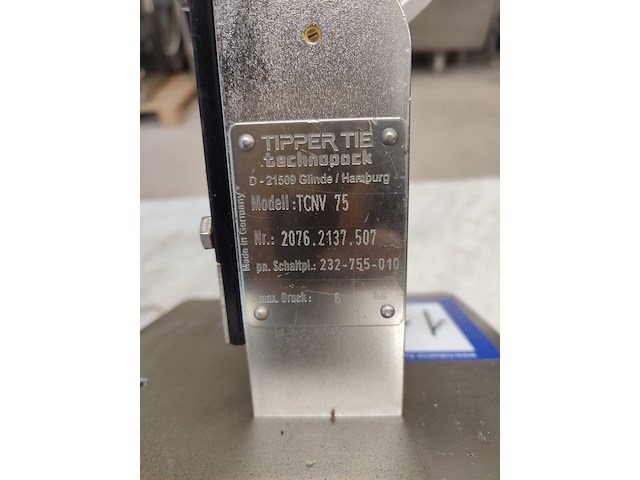 TIPPER TIE
technopack
D - 21509 Glinde / Hamburg
Made in Germany
Modell : TCNV 75
Nr.: 2076.2137.507
pn. Schaltpl.: 232-755-010
max. Druck : 6 bar